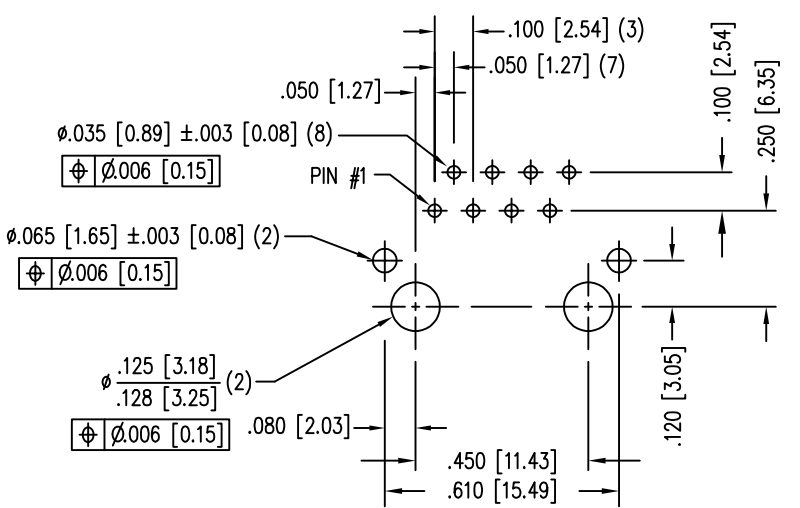 .100 [2.54] (3)
.050 [1.27] (7)
.050 [1.27]
.100 [2.54]
.250 [6.35]
ø.035 [0.89] ±.003 [0.08] (8)
⌖ Ø.006 [0.15]
PIN #1
ø.065 [1.65] ±.003 [0.08] (2)
⌖ Ø.006 [0.15]
ø .125 [3.18]
.128 [3.25] (2)
⌖ Ø.006 [0.15]
.080 [2.03]
.120 [3.05]
.450 [11.43]
.610 [15.49]